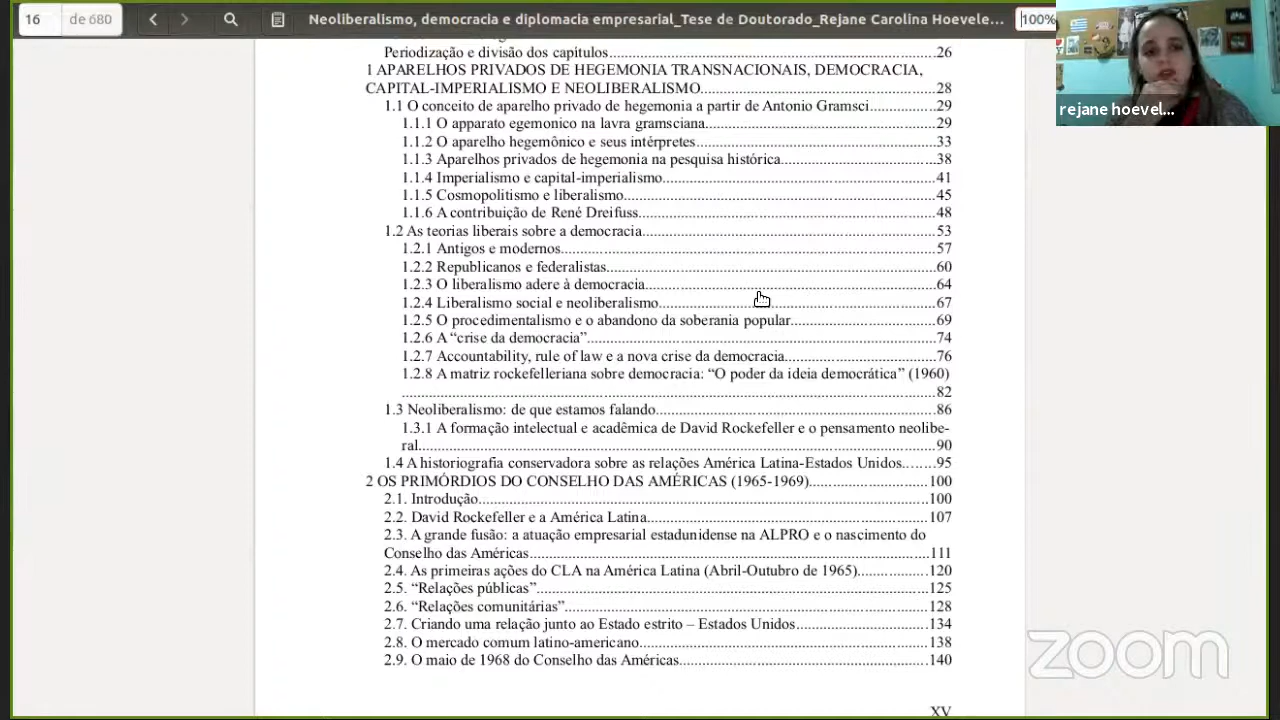 16
de 680
Neoliberalismo, democracia e diplomacia empresarial_Tese de Doutorado_Rejane Carolina Hoevele...
100%
rejane hoevel...
Periodização e divisão dos capítulos....26
1 APARELHOS PRIVADOS DE HEGEMONIA TRANSNACIONAIS, DEMOCRACIA,
CAPITAL-IMPERIALISMO E NEOLIBERALISMO....28
1.1 O conceito de aparelho privado de hegemonia a partir de Antonio Gramsci....29
1.1.1 O apparato egemonico na lavra gramsciana....29
1.1.2 O aparelho hegemônico e seus intérpretes....33
1.1.3 Aparelhos privados de hegemonia na pesquisa histórica....38
1.1.4 Imperialismo e capital-imperialismo....41
1.1.5 Cosmopolitismo e liberalismo....45
1.1.6 A contribuição de René Dreifuss....48
1.2 As teorias liberais sobre a democracia....53
1.2.1 Antigos e modernos....57
1.2.2 Republicanos e federalistas....60
1.2.3 O liberalismo adere à democracia....64
1.2.4 Liberalismo social e neoliberalismo....67
1.2.5 O procedimentalismo e o abandono da soberania popular....69
1.2.6 A “crise da democracia”....74
1.2.7 Accountability, rule of law e a nova crise da democracia....76
1.2.8 A matriz rockefelleriana sobre democracia: “O poder da ideia democrática” (1960)
....82
1.3 Neoliberalismo: de que estamos falando....86
1.3.1 A formação intelectual e acadêmica de David Rockefeller e o pensamento neolibe-
ral....90
1.4 A historiografia conservadora sobre as relações América Latina-Estados Unidos....95
2 OS PRIMÓRDIOS DO CONSELHO DAS AMÉRICAS (1965-1969)....100
2.1. Introdução....100
2.2. David Rockefeller e a América Latina....107
2.3. A grande fusão: a atuação empresarial estadunidense na ALPRO e o nascimento do
Conselho das Américas....111
2.4. As primeiras ações do CLA na América Latina (Abril-Outubro de 1965)....120
2.5. “Relações públicas”....125
2.6. “Relações comunitárias”....128
2.7. Criando uma relação junto ao Estado estrito – Estados Unidos....134
2.8. O mercado comum latino-americano....138
2.9. O maio de 1968 do Conselho das Américas....140
XV
zoom